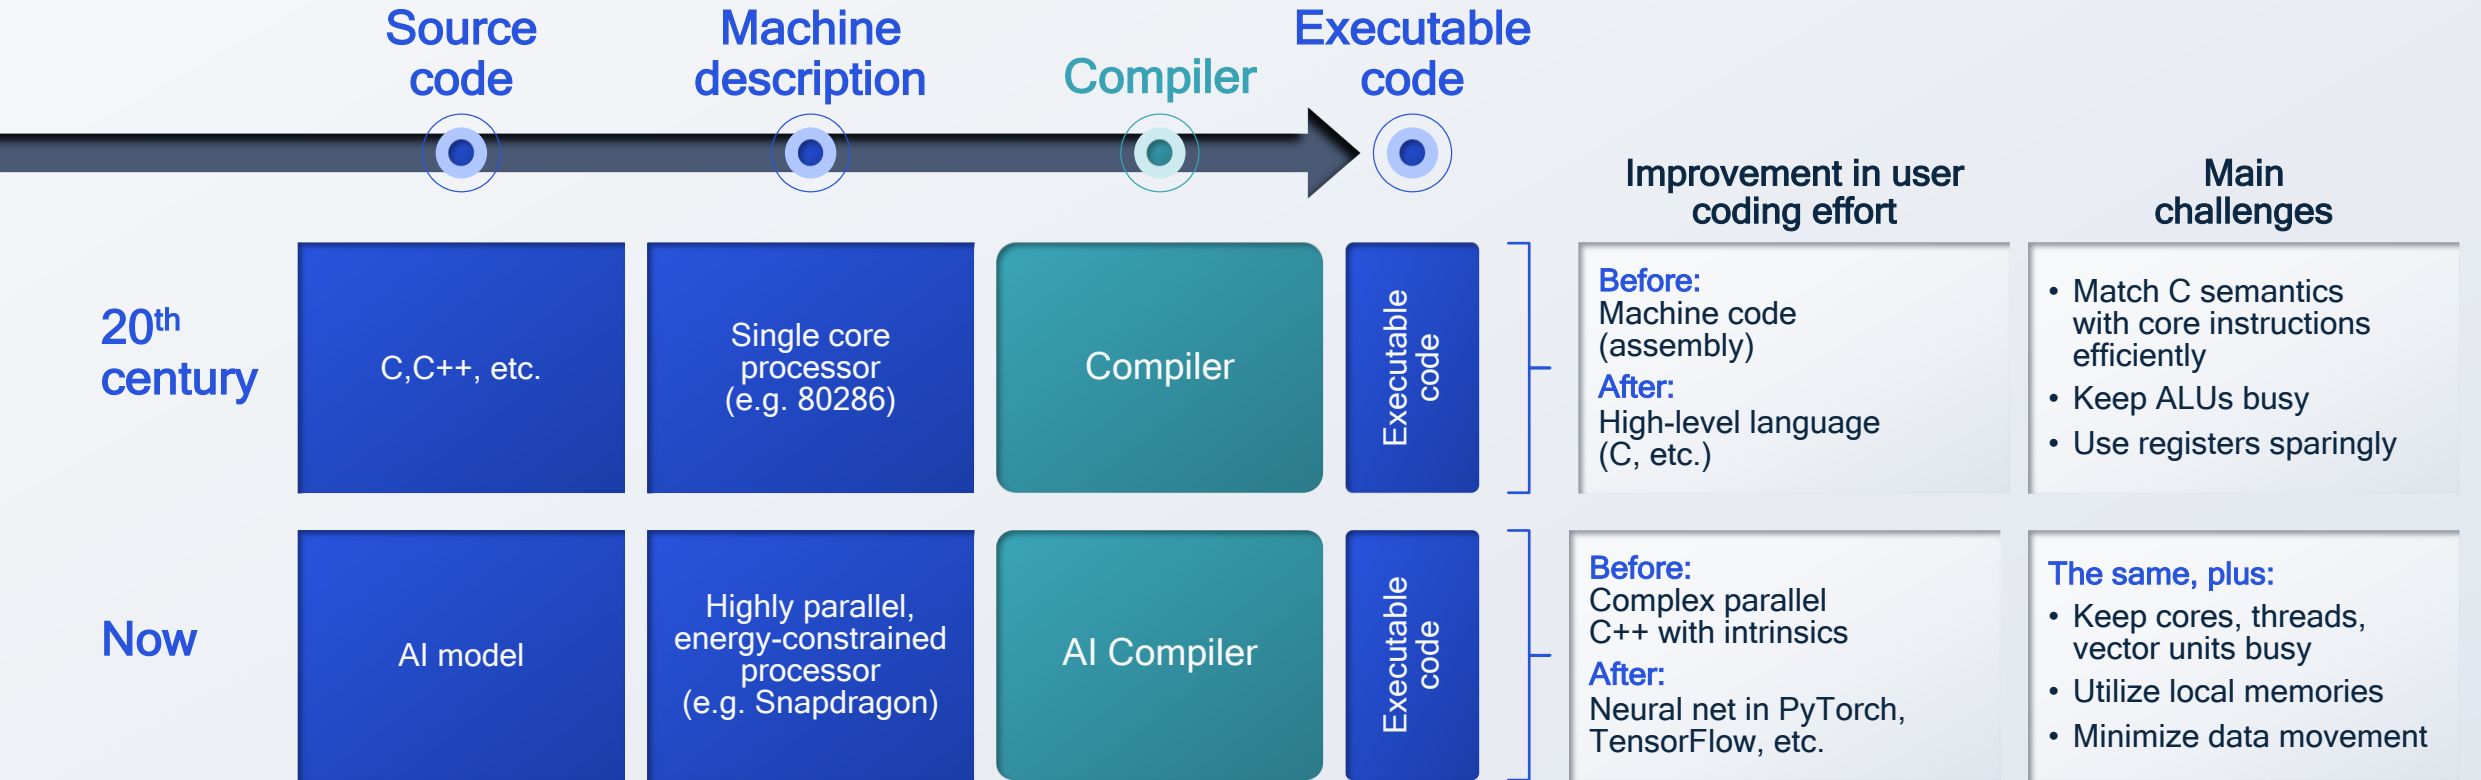 Source
code
Machine
description
Compiler
Executable
code
Improvement in user
coding effort
Main
challenges
20th
century
C,C++, etc.
Single core
processor
(e.g. 80286)
Compiler
Executable
code
Before:
Machine code
(assembly)
After:
High-level language
(C, etc.)
• Match C semantics
with core instructions
efficiently
• Keep ALUs busy
• Use registers sparingly
Now
AI model
Highly parallel,
energy-constrained
processor
(e.g. Snapdragon)
AI Compiler
Executable
code
Before:
Complex parallel
C++ with intrinsics
After:
Neural net in PyTorch,
TensorFlow, etc.
The same, plus:
• Keep cores, threads,
vector units busy
• Utilize local memories
• Minimize data movement